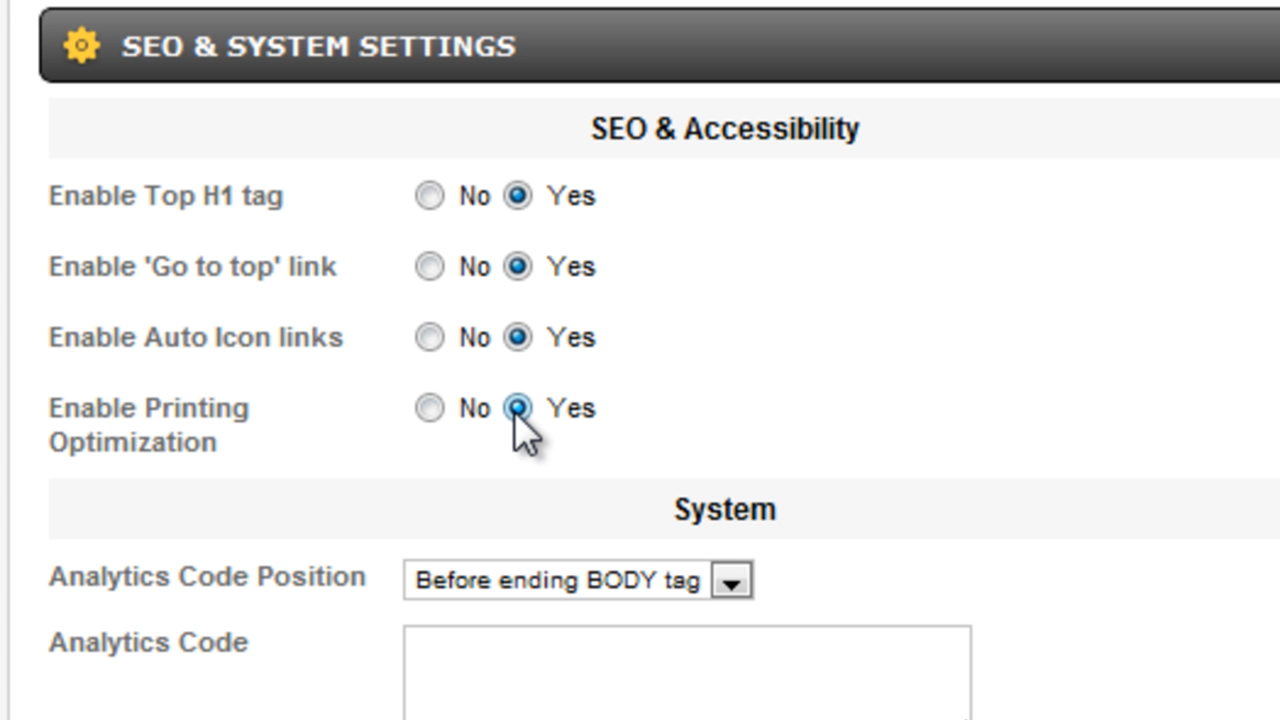 SEO & SYSTEM SETTINGS
SEO & Accessibility
Enable Top H1 tag No Yes
Enable 'Go to top' link No Yes
Enable Auto Icon links No Yes
Enable Printing No Yes
Optimization
System
Analytics Code Position Before ending BODY tag
Analytics Code